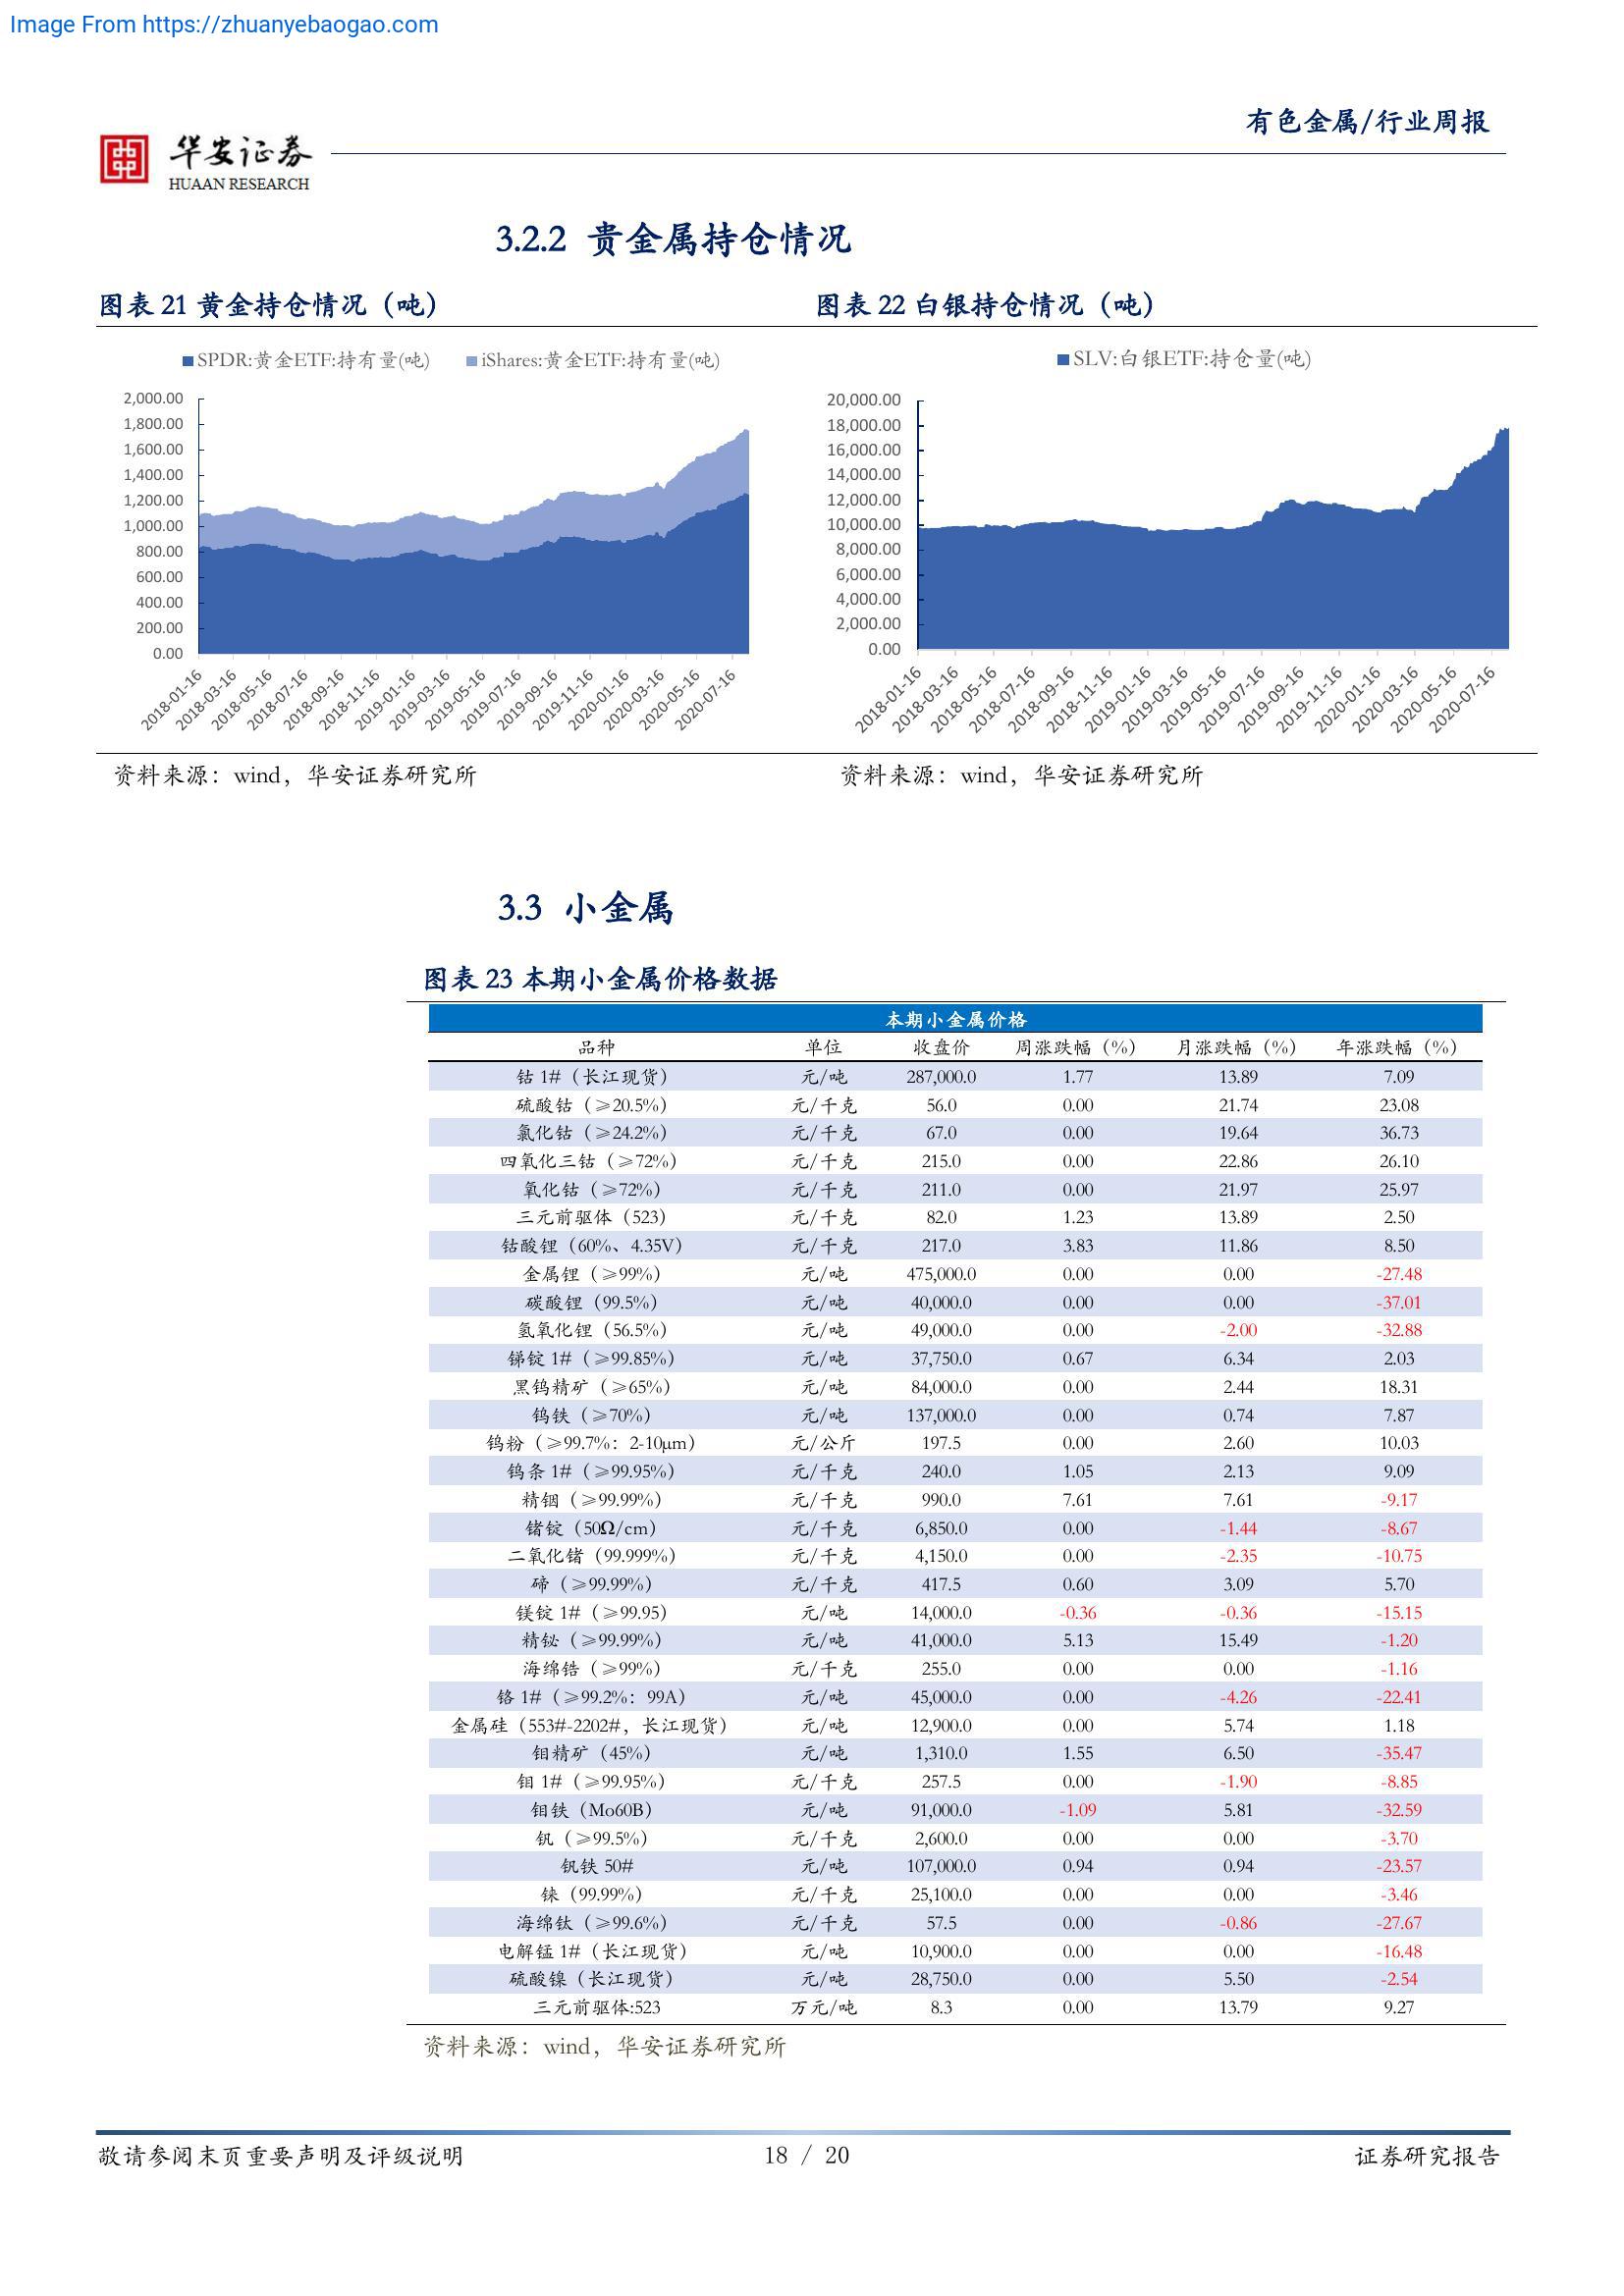 Image From https://zhuanyebaogao.com
有色金属/行业周报
华安证券
HUAAN RESEARCH
3.2.2 贵金属持仓情况
图表 21 黄金持仓情况（吨）
图表 22 白银持仓情况（吨）
SPDR:黄金ETF:持有量(吨) iShares:黄金ETF:持有量(吨)
2,000.00
1,800.00
1,600.00
1,400.00
1,200.00
1,000.00
800.00
600.00
400.00
200.00
0.00
2018-01-16
2018-03-16
2018-05-16
2018-07-16
2018-09-16
2018-11-16
2019-01-16
2019-03-16
2019-05-16
2019-07-16
2019-09-16
2019-11-16
2020-01-16
2020-03-16
2020-05-16
2020-07-16
SLV:白银ETF:持仓量(吨)
20,000.00
18,000.00
16,000.00
14,000.00
12,000.00
10,000.00
8,000.00
6,000.00
4,000.00
2,000.00
0.00
2018-01-16
2018-03-16
2018-05-16
2018-07-16
2018-09-16
2018-11-16
2019-01-16
2019-03-16
2019-05-16
2019-07-16
2019-09-16
2019-11-16
2020-01-16
2020-03-16
2020-05-16
2020-07-16
资料来源：wind，华安证券研究所
资料来源：wind，华安证券研究所
3.3 小金属
图表 23 本期小金属价格数据
本期小金属价格
品种 单位 收盘价 周涨跌幅（%） 月涨跌幅（%） 年涨跌幅（%）
钴 1#（长江现货） 元/吨 287,000.0 1.77 13.89 7.09
硫酸钴（≥20.5%） 元/千克 56.0 0.00 21.74 23.08
氯化钴（≥24.2%） 元/千克 67.0 0.00 19.64 36.73
四氧化三钴（≥72%） 元/千克 215.0 0.00 22.86 26.10
氧化钴（≥72%） 元/千克 211.0 0.00 21.97 25.97
三元前驱体（523） 元/千克 82.0 1.23 13.89 2.50
钴酸锂（60%、4.35V） 元/千克 217.0 3.83 11.86 8.50
金属锂（≥99%） 元/吨 475,000.0 0.00 0.00 -27.48
碳酸锂（99.5%） 元/吨 40,000.0 0.00 0.00 -37.01
氢氧化锂（56.5%） 元/吨 49,000.0 0.00 -2.00 -32.88
锑锭 1#（≥99.85%） 元/吨 37,750.0 0.67 6.34 2.03
黑钨精矿（≥65%） 元/吨 84,000.0 0.00 2.44 18.31
钨铁（≥70%） 元/吨 137,000.0 0.00 0.74 7.87
钨粉（≥99.7%：2-10μm） 元/公斤 197.5 0.00 2.60 10.03
钨条 1#（≥99.95%） 元/千克 240.0 1.05 2.13 9.09
精铟（≥99.99%） 元/千克 990.0 7.61 7.61 -9.17
锗锭（50Ω/cm） 元/千克 6,850.0 0.00 -1.44 -8.67
二氧化锗（99.999%） 元/千克 4,150.0 0.00 -2.35 -10.75
碲（≥99.99%） 元/千克 417.5 0.60 3.09 5.70
镁锭 1#（≥99.95） 元/吨 14,000.0 -0.36 -0.36 -15.15
精铋（≥99.99%） 元/吨 41,000.0 5.13 15.49 -1.20
海绵锆（≥99%） 元/千克 255.0 0.00 0.00 -1.16
铬 1#（≥99.2%：99A） 元/吨 45,000.0 0.00 -4.26 -22.41
金属硅（553#-2202#，长江现货） 元/吨 12,900.0 0.00 5.74 1.18
钼精矿（45%） 元/吨 1,310.0 1.55 6.50 -35.47
钼 1#（≥99.95%） 元/千克 257.5 0.00 -1.90 -8.85
钼铁（Mo60B） 元/吨 91,000.0 -1.09 5.81 -32.59
钒（≥99.5%） 元/千克 2,600.0 0.00 0.00 -3.70
钒铁 50# 元/吨 107,000.0 0.94 0.94 -23.57
铼（99.99%） 元/千克 25,100.0 0.00 0.00 -3.46
海绵钛（≥99.6%） 元/千克 57.5 0.00 -0.86 -27.67
电解锰 1#（长江现货） 元/吨 10,900.0 0.00 0.00 -16.48
硫酸镍（长江现货） 元/吨 28,750.0 0.00 5.50 -2.54
三元前驱体:523 万元/吨 8.3 0.00 13.79 9.27
资料来源：wind，华安证券研究所
敬请参阅末页重要声明及评级说明 18 / 20 证券研究报告